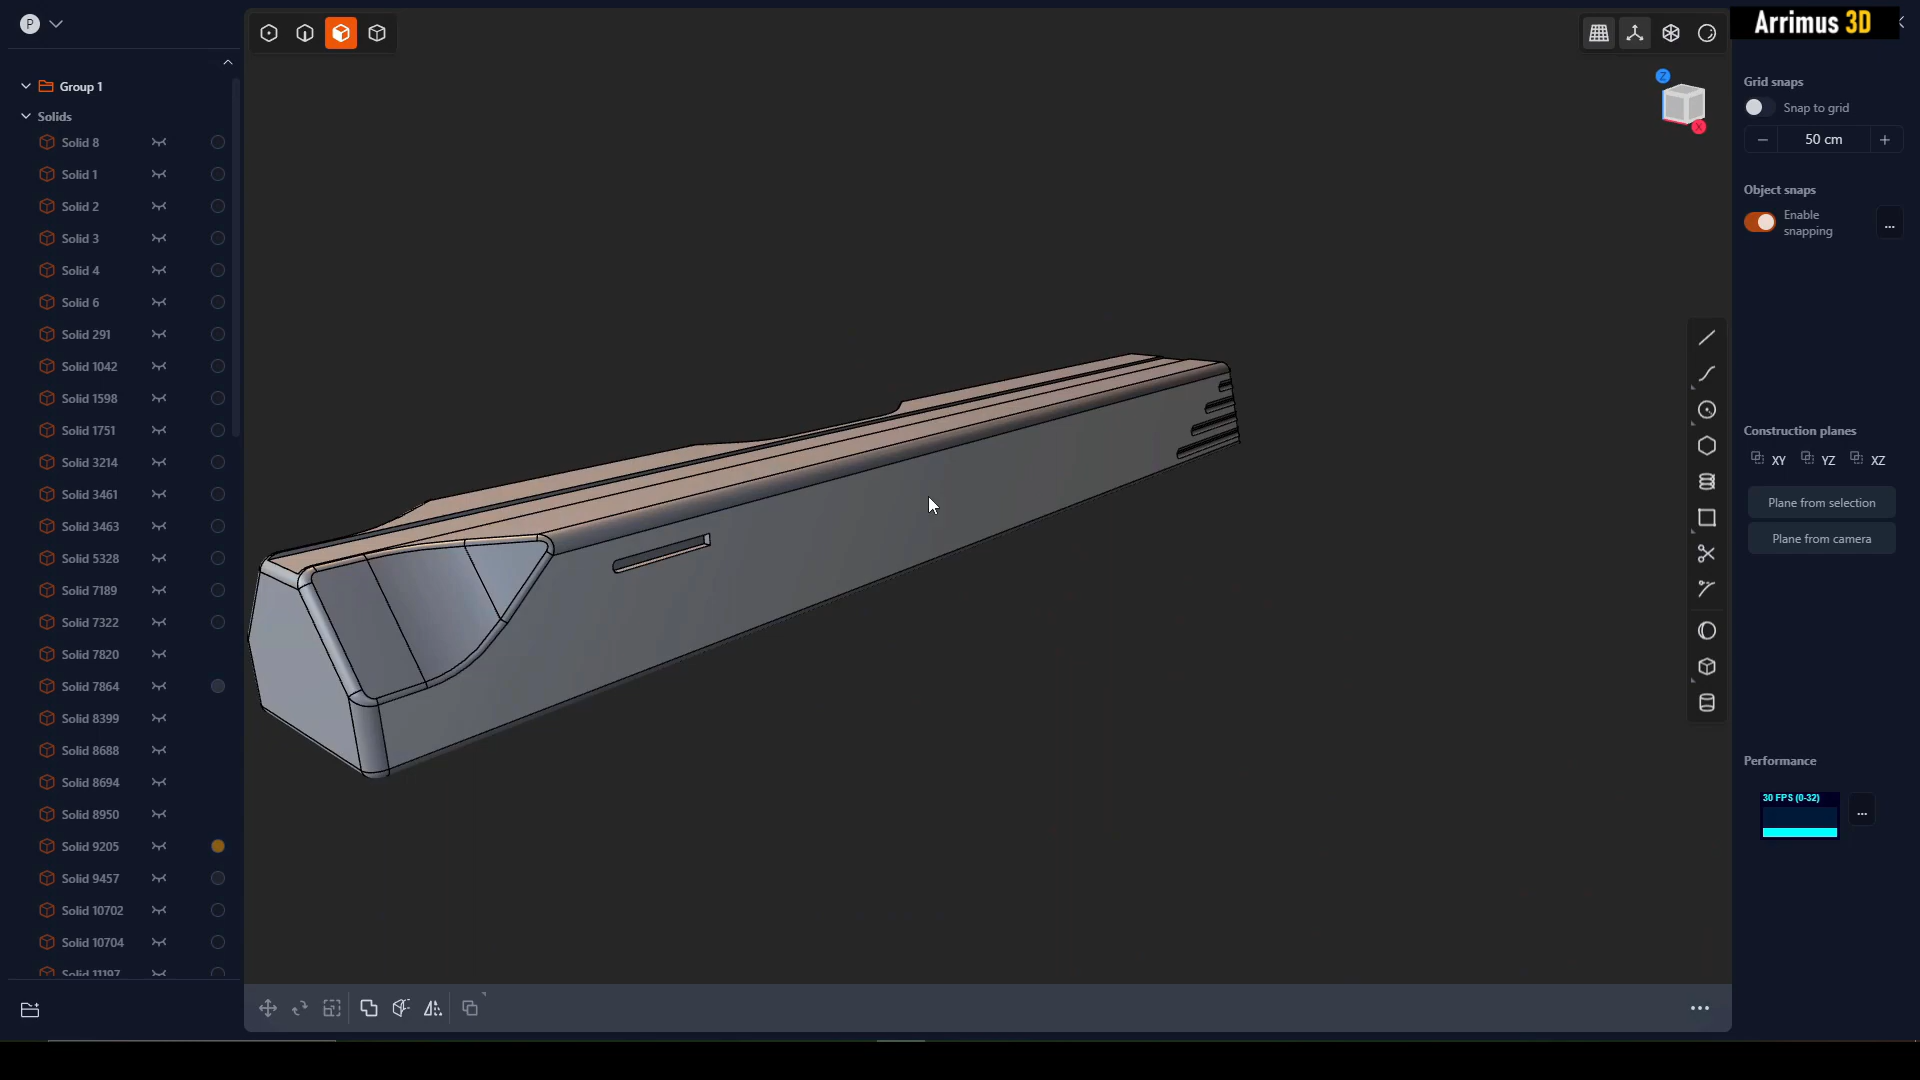 P
Arrimus 3D
Group 1
Solids
Solid 8
Solid 1
Solid 2
Solid 3
Solid 4
Solid 6
Solid 291
Solid 1042
Solid 1598
Solid 1751
Solid 3214
Solid 3461
Solid 3463
Solid 5328
Solid 7189
Solid 7322
Solid 7820
Solid 7864
Solid 8399
Solid 8688
Solid 8694
Solid 8950
Solid 9205
Solid 9457
Solid 10702
Solid 10704
Solid 11197
Z
X
Grid snaps
Snap to grid
50 cm
Object snaps
Enable
snapping
...
Construction planes
XY YZ XZ
Plane from selection
Plane from camera
Performance
30 FPS (0-32)
...